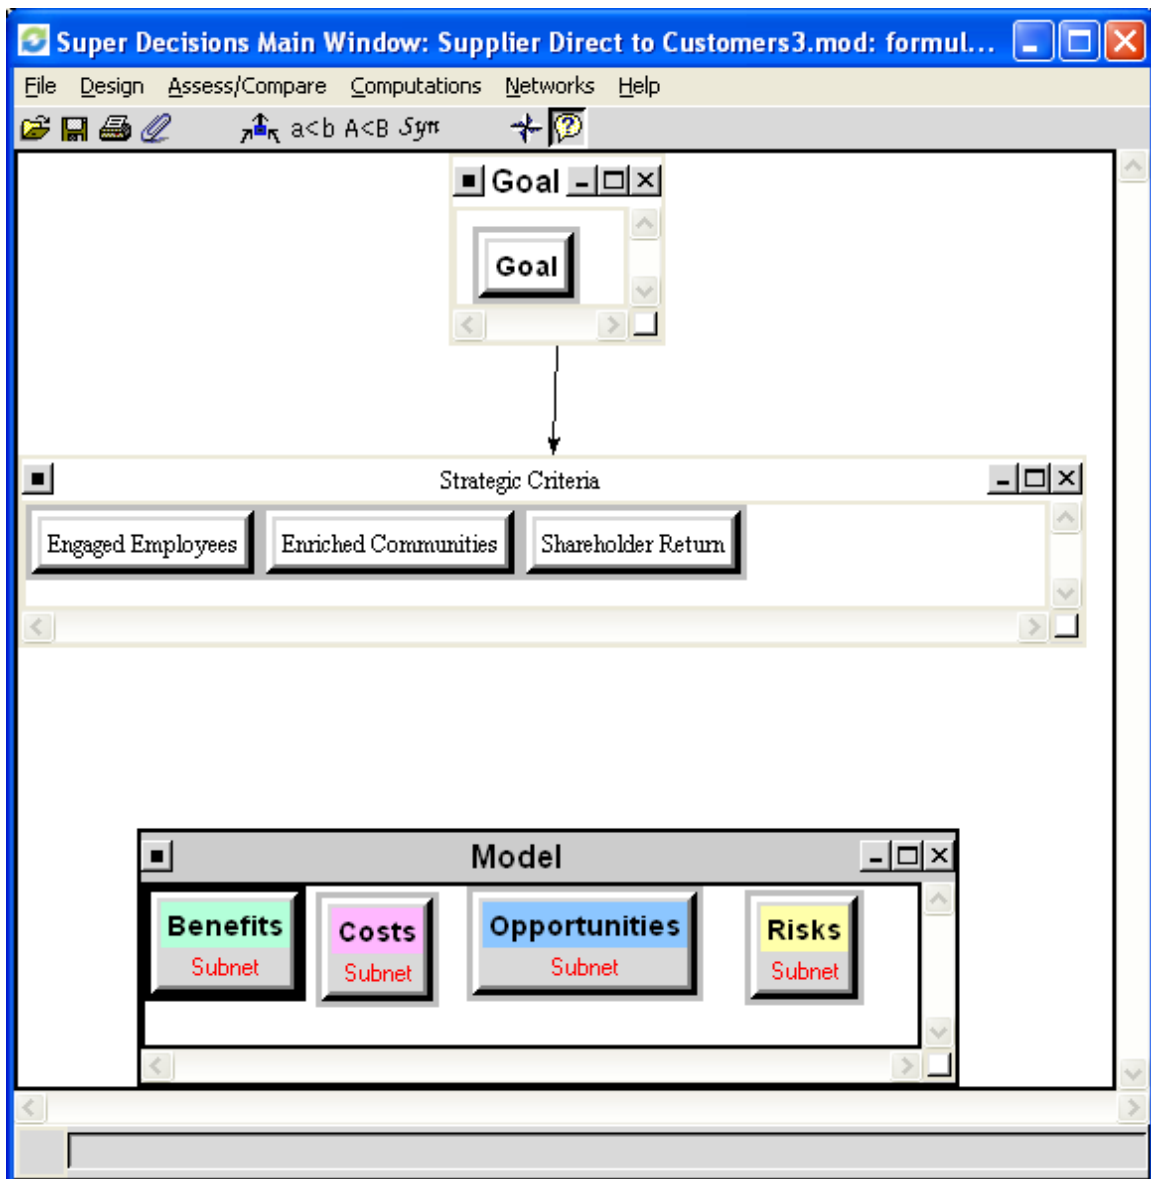 Super Decisions Main Window: Supplier Direct to Customers3.mod: formul...
File Design Assess/Compare Computations Networks Help
a<b A<B Syn
Goal
Goal
Strategic Criteria
Engaged Employees Enriched Communities Shareholder Return
Model
Benefits Costs Opportunities Risks
Subnet Subnet Subnet Subnet